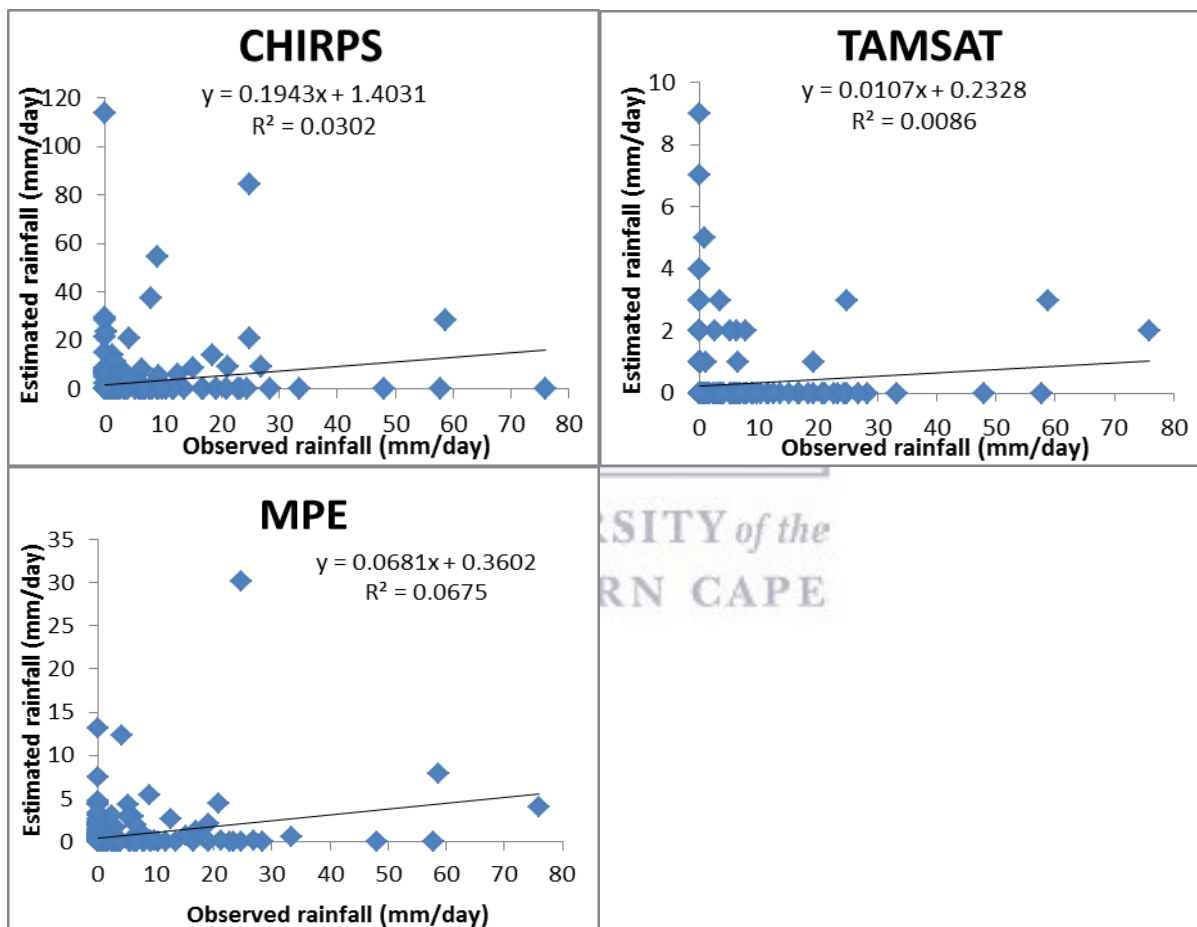 CHIRPS
y = 0.1943x + 1.4031
R² = 0.0302
Estimated rainfall (mm/day)
120
100
80
60
40
20
0
0 10 20 30 40 50 60 70 80
Observed rainfall (mm/day)
TAMSAT
y = 0.0107x + 0.2328
R² = 0.0086
Estimated rainfall (mm/day)
10
8
6
4
2
0
0 10 20 30 40 50 60 70 80
Observed rainfall (mm/day)
MPE
y = 0.0681x + 0.3602
R² = 0.0675
Estimated rainfall (mm/day)
35
30
25
20
15
10
5
0
0 10 20 30 40 50 60 70 80
Observed rainfall (mm/day)
RSITY of the
RN CAPE